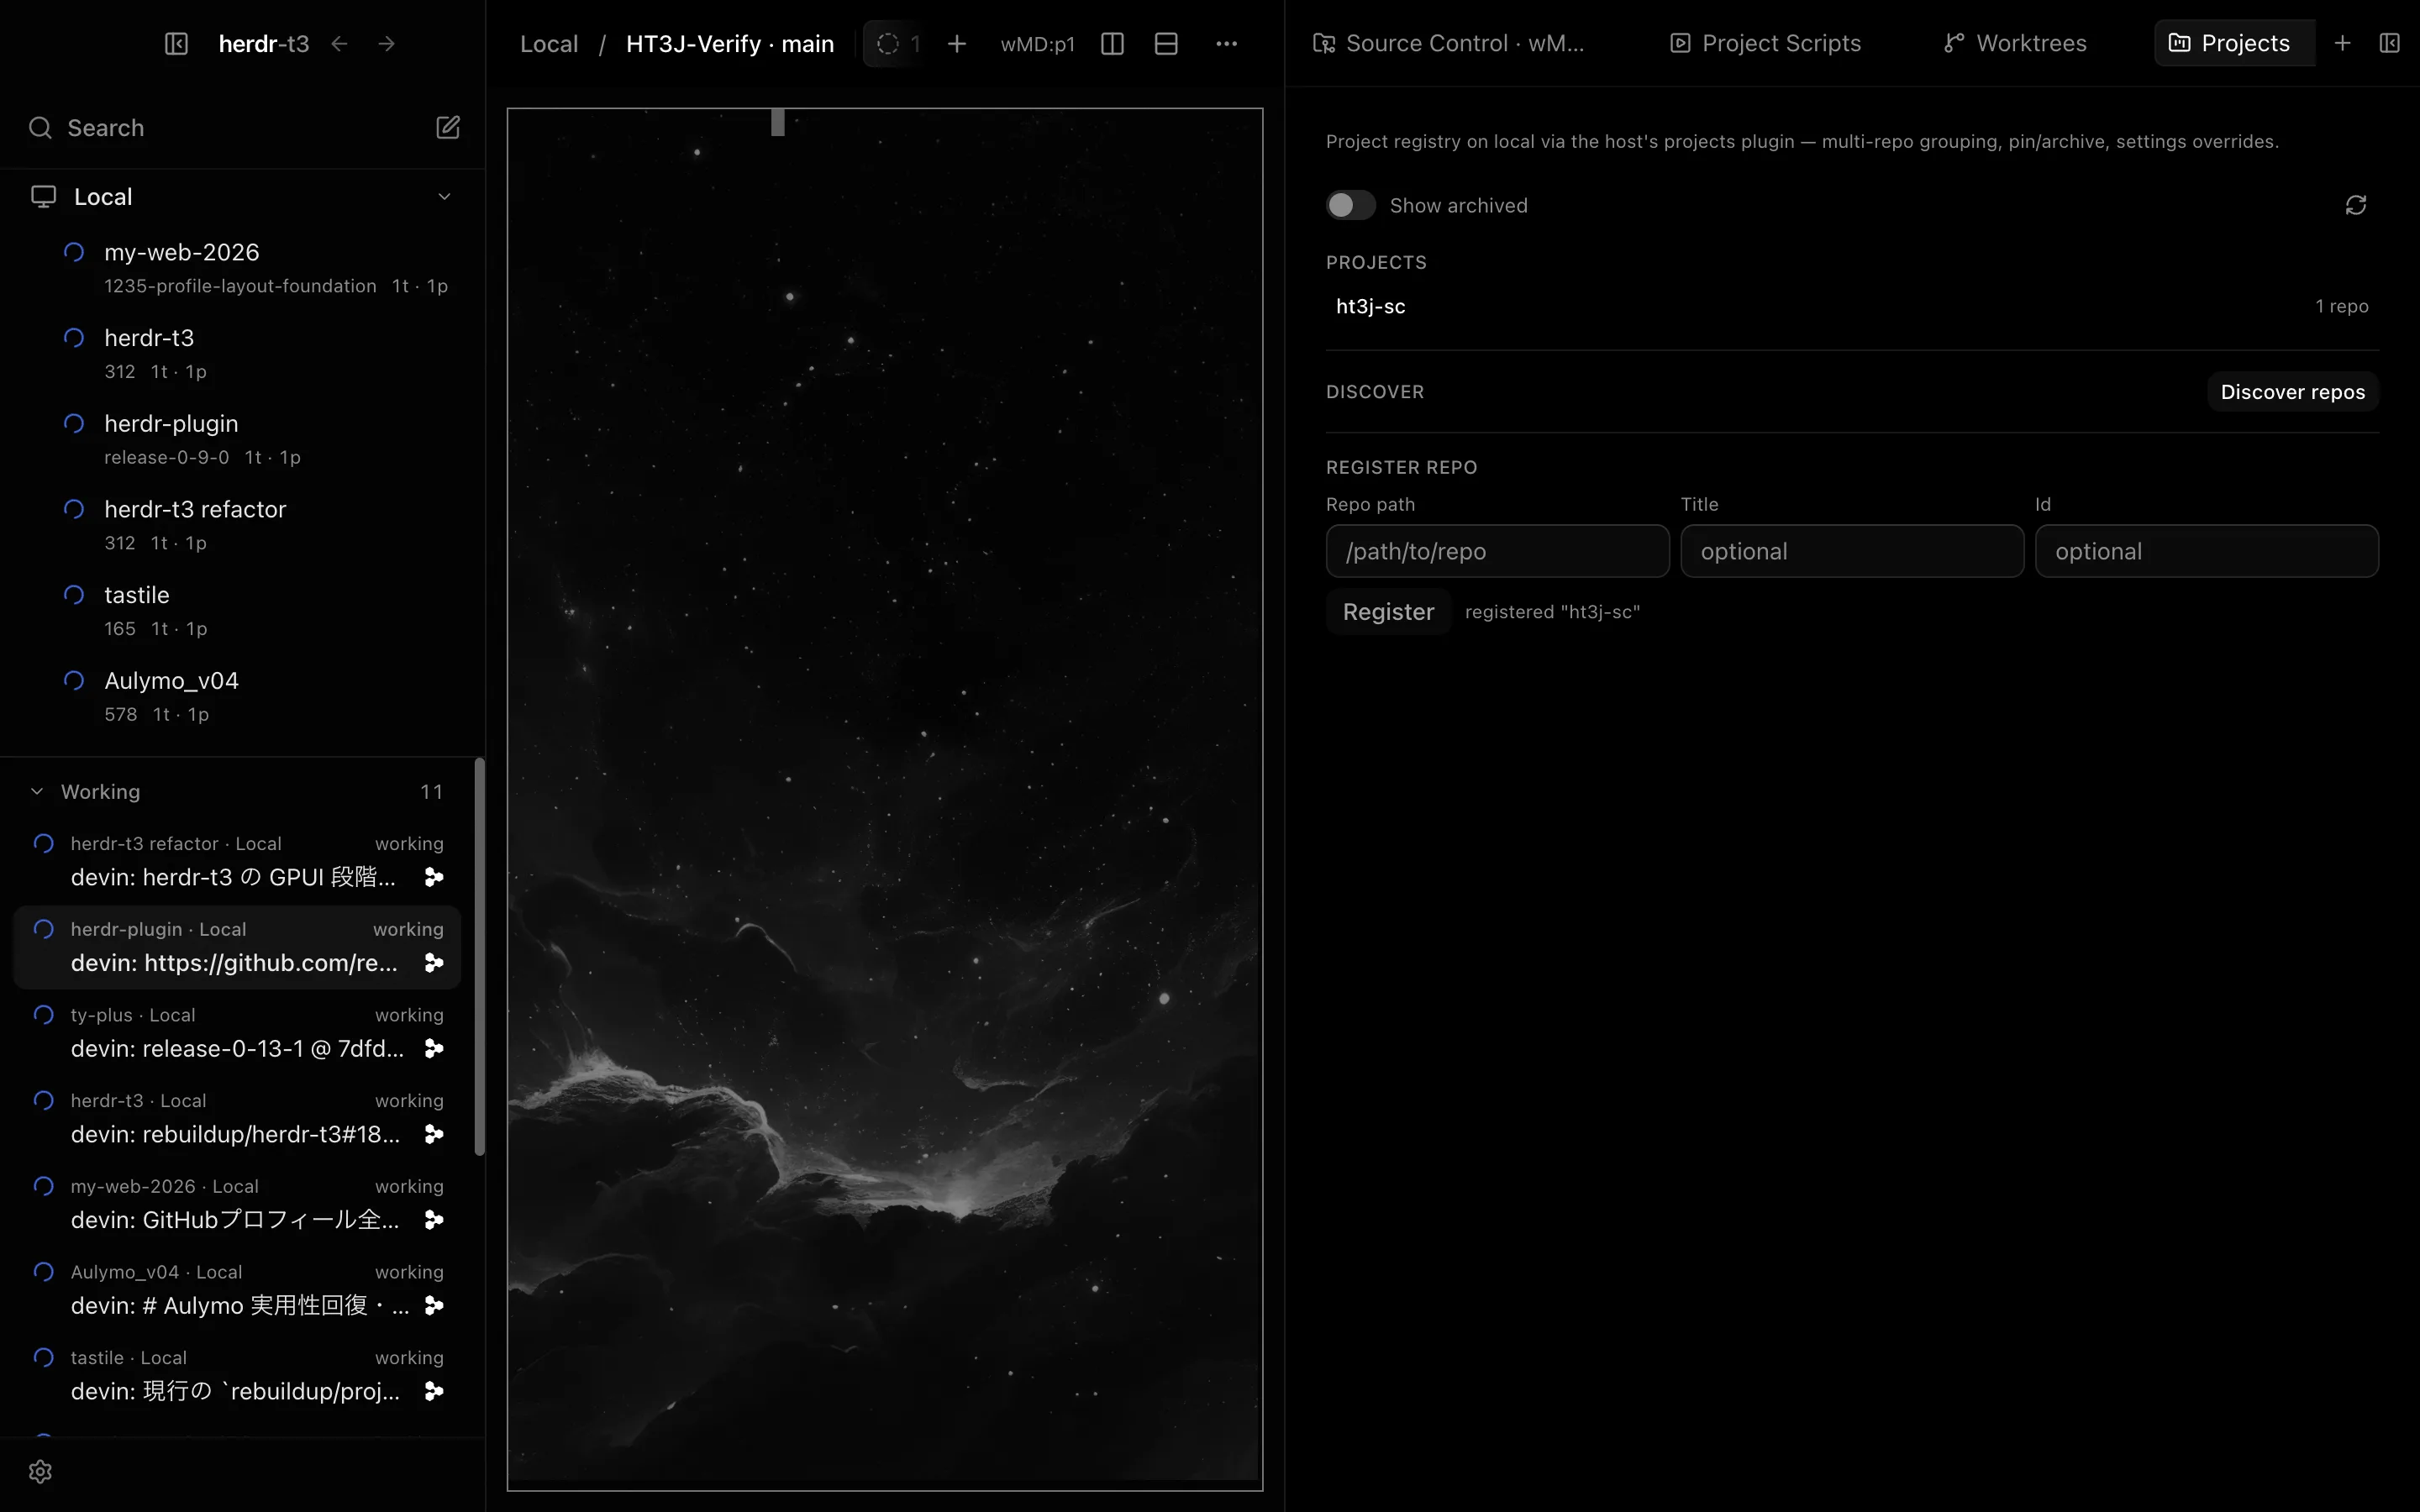 herdr-t3
Search
Local
my-web-2026
1235-profile-layout-foundation 1t · 1p
herdr-t3
312 1t · 1p
herdr-plugin
release-0-9-0 1t · 1p
herdr-t3 refactor
312 1t · 1p
tastile
165 1t · 1p
Aulymo_v04
578 1t · 1p
Working 11
herdr-t3 refactor · Local working
devin: herdr-t3 の GPUI 段階...
herdr-plugin · Local working
devin: https://github.com/re...
ty-plus · Local working
devin: release-0-13-1 @ 7dfd...
herdr-t3 · Local working
devin: rebuildup/herdr-t3#18...
my-web-2026 · Local working
devin: GitHubプロフィール全...
Aulymo_v04 · Local working
devin: # Aulymo 実用性回復・...
tastile · Local working
devin: 現行の `rebuildup/proj...
Local / HT3J-Verify · main 1 wMD:p1
Source Control · wM... Project Scripts Worktrees Projects
Project registry on local via the host's projects plugin — multi-repo grouping, pin/archive, settings overrides.
Show archived
PROJECTS
ht3j-sc 1 repo
DISCOVER Discover repos
REGISTER REPO
Repo path Title Id
/path/to/repo optional optional
Register registered "ht3j-sc"